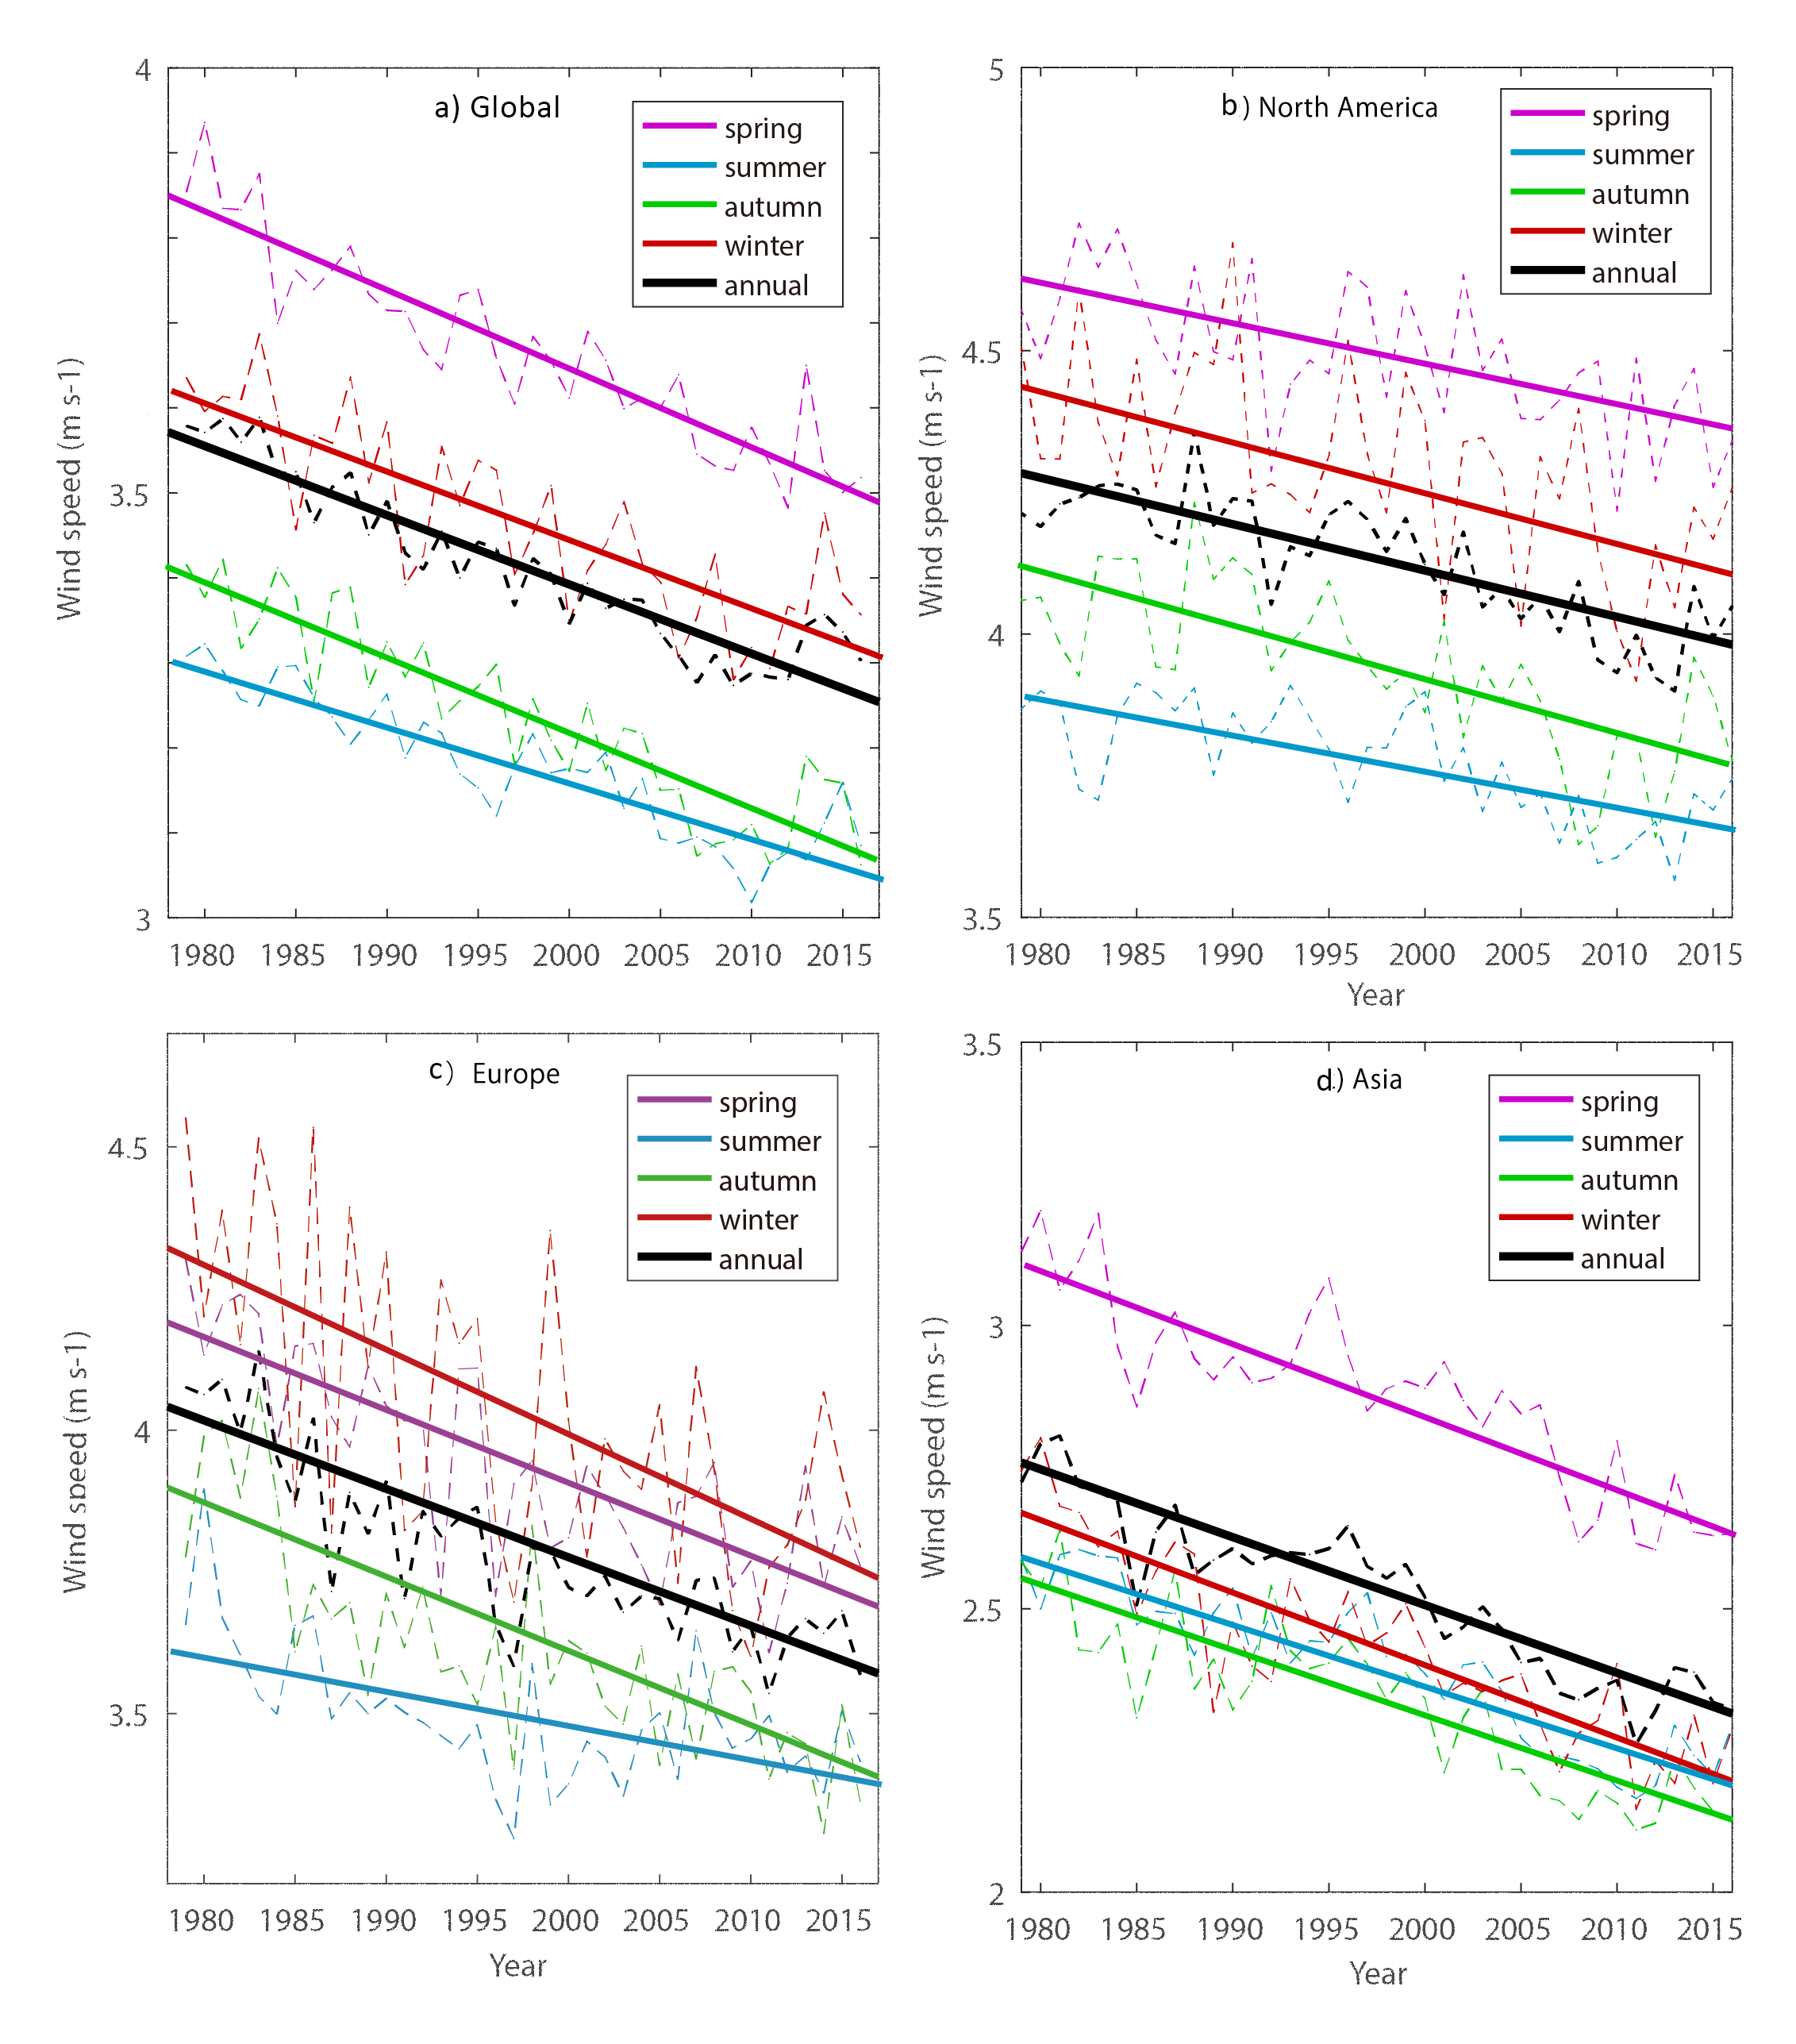 a) Global
4
3.5
3
Wind speed (m s-1)
spring
summer
autumn
winter
annual
1980 1985 1990 1995 2000 2005 2010 2015
b) North America
5
4.5
4
3.5
Wind speed (m s-1)
spring
summer
autumn
winter
annual
1980 1985 1990 1995 2000 2005 2010 2015
Year
c) Europe
4.5
4
3.5
Wind speed (m s-1)
spring
summer
autumn
winter
annual
1980 1985 1990 1995 2000 2005 2010 2015
Year
d) Asia
3.5
3
2.5
2
Wind speed (m s-1)
spring
summer
autumn
winter
annual
1980 1985 1990 1995 2000 2005 2010 2015
Year